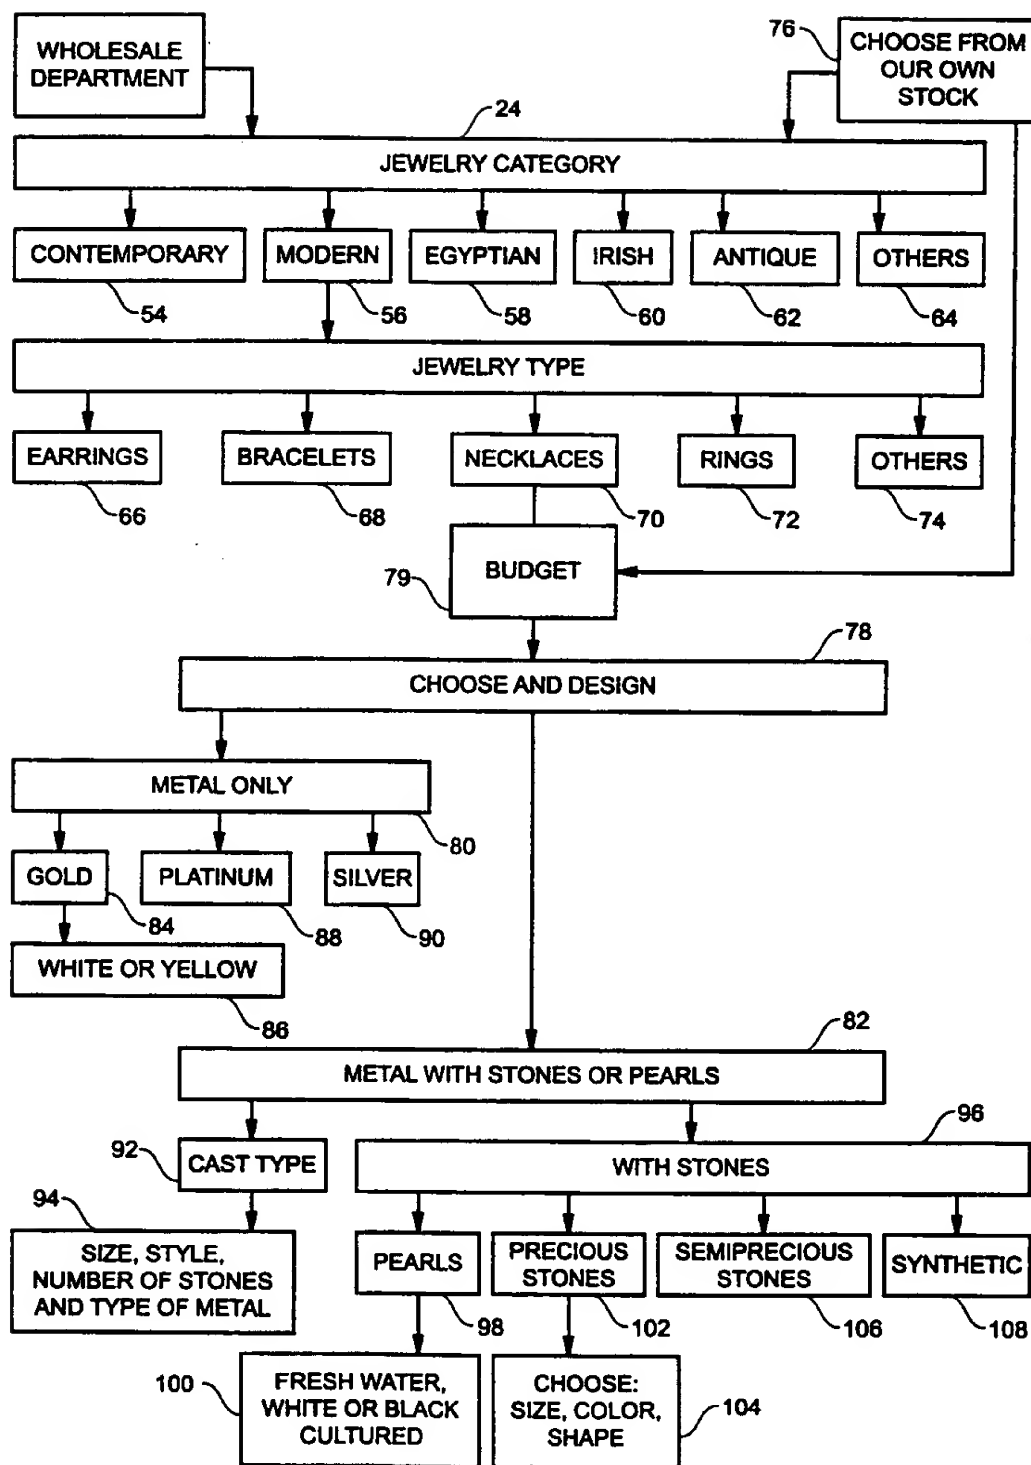 WHOLESALE
DEPARTMENT
76
CHOOSE FROM
OUR OWN
STOCK
24
JEWELRY CATEGORY
CONTEMPORARY
MODERN
EGYPTIAN
IRISH
ANTIQUE
OTHERS
54
56
58
60
62
64
JEWELRY TYPE
EARRINGS
BRACELETS
NECKLACES
RINGS
OTHERS
66
68
70
72
74
79
BUDGET
78
CHOOSE AND DESIGN
METAL ONLY
80
GOLD
PLATINUM
SILVER
84
88
90
WHITE OR YELLOW
86
82
METAL WITH STONES OR PEARLS
92
CAST TYPE
96
WITH STONES
94
SIZE, STYLE,
NUMBER OF STONES
AND TYPE OF METAL
PEARLS
PRECIOUS
STONES
SEMIPRECIOUS
STONES
SYNTHETIC
98
102
106
108
100
FRESH WATER,
WHITE OR BLACK
CULTURED
CHOOSE:
SIZE, COLOR,
SHAPE
104